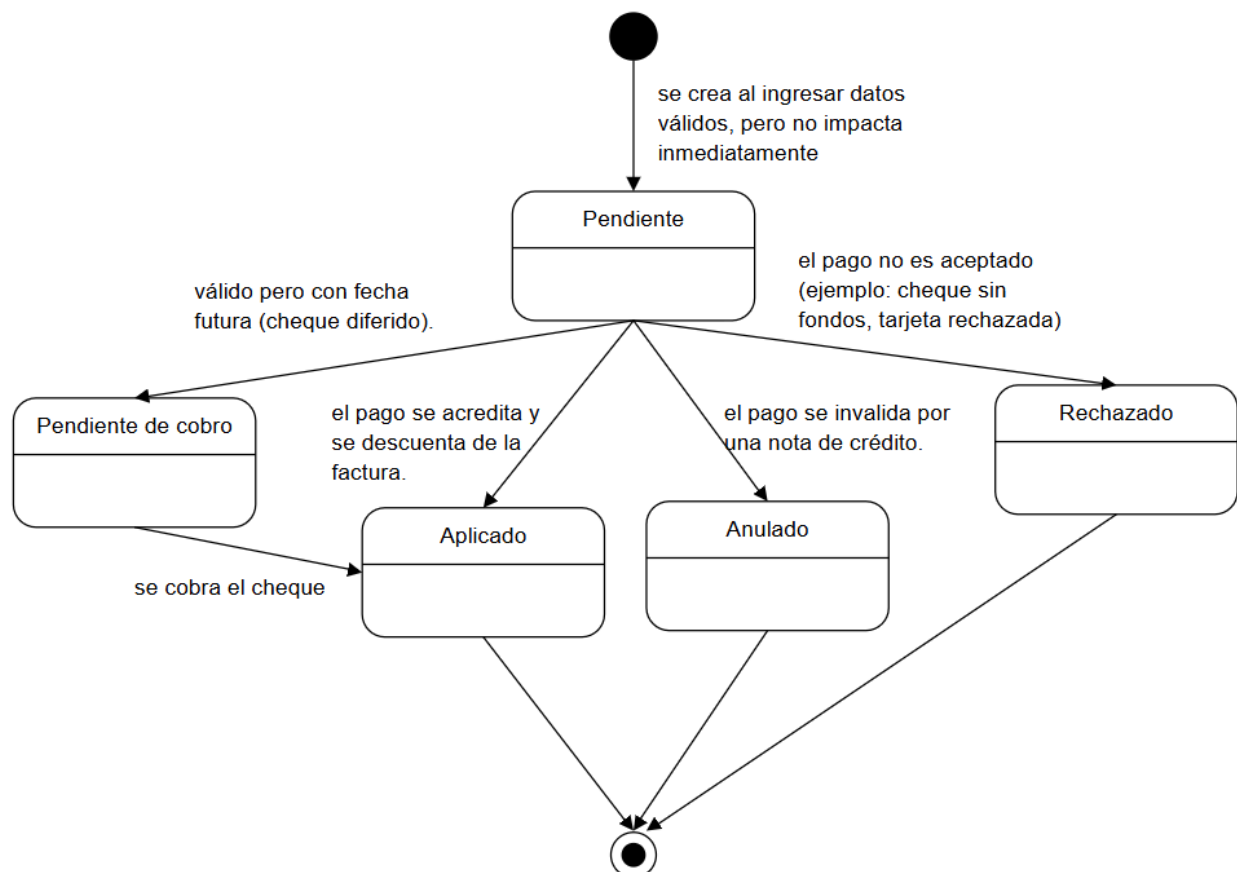 se crea al ingresar datos
válidos, pero no impacta
inmediatamente
Pendiente
válido pero con fecha
futura (cheque diferido).
el pago no es aceptado
(ejemplo: cheque sin
fondos, tarjeta rechazada)
Pendiente de cobro
el pago se acredita y
se descuenta de la
factura.
el pago se invalida por
una nota de crédito.
Rechazado
Aplicado
Anulado
se cobra el cheque